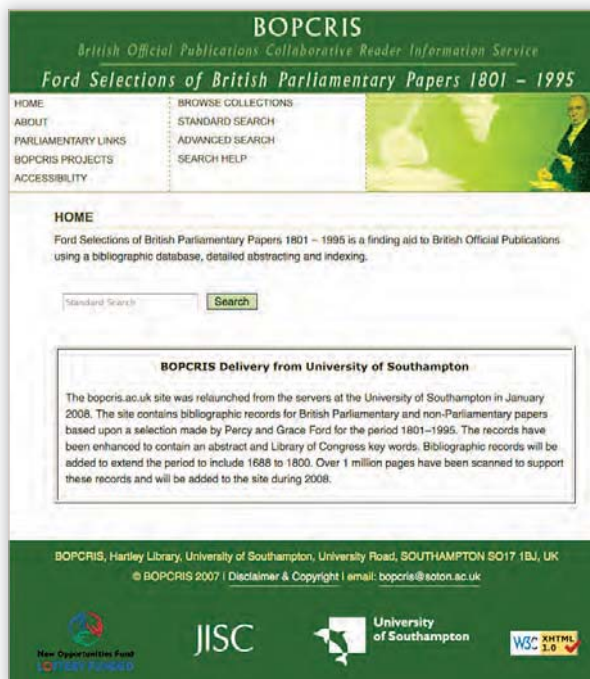 BOPCRIS
British Official Publications Collaborative Reader Information Service
Ford Selections of British Parliamentary Papers 1801 – 1995
HOME
ABOUT
PARLIAMENTARY LINKS
BOPCRIS PROJECTS
ACCESSIBILITY
BROWSE COLLECTIONS
STANDARD SEARCH
ADVANCED SEARCH
SEARCH HELP
HOME
Ford Selections of British Parliamentary Papers 1801 – 1995 is a finding aid to British Official Publications
using a bibliographic database, detailed abstracting and indexing.
Standard Search
Search
BOPCRIS Delivery from University of Southampton
The bopcris.ac.uk site was relaunched from the servers at the University of Southampton in January
2008. The site contains bibliographic records for British Parliamentary and non-Parliamentary papers
based upon a selection made by Percy and Grace Ford for the period 1801–1995. The records have
been enhanced to contain an abstract and Library of Congress key words. Bibliographic records will be
added to extend the period to include 1688 to 1800. Over 1 million pages have been scanned to support
these records and will be added to the site during 2008.
BOPCRIS, Hartley Library, University of Southampton, University Road, SOUTHAMPTON SO17 1BJ, UK
© BOPCRIS 2007 | Disclaimer & Copyright | email: bopcris@soton.ac.uk
New Opportunities Fund
LOTTERY FUNDED
JISC
University
of Southampton
W3C XHTML
1.0